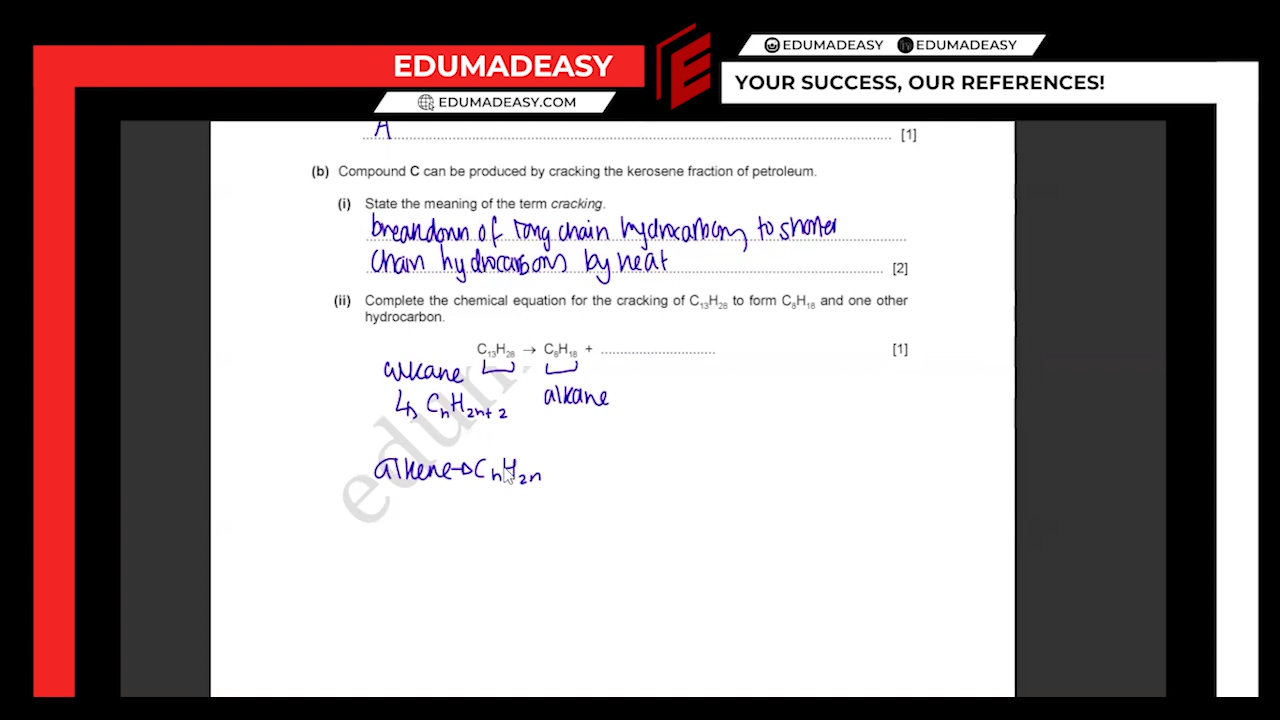 EDUMADEASY
EDUMADEASY.COM
EDUMADEASY EDUMADEASY
YOUR SUCCESS, OUR REFERENCES!
A
[1]
(b) Compound C can be produced by cracking the kerosene fraction of petroleum.
(i) State the meaning of the term cracking.
breakdown of long chain hydrocarbons to shorter
chain hydrocarbons by heat
[2]
(ii) Complete the chemical equation for the cracking of C₁₃H₂₈ to form C₈H₁₈ and one other
hydrocarbon.
C₁₃H₂₈ → C₈H₁₈ + .............................. [1]
alkane
↳ CₙH₂ₙ₊₂
alkane
alkene → CₙH₂ₙ
edum